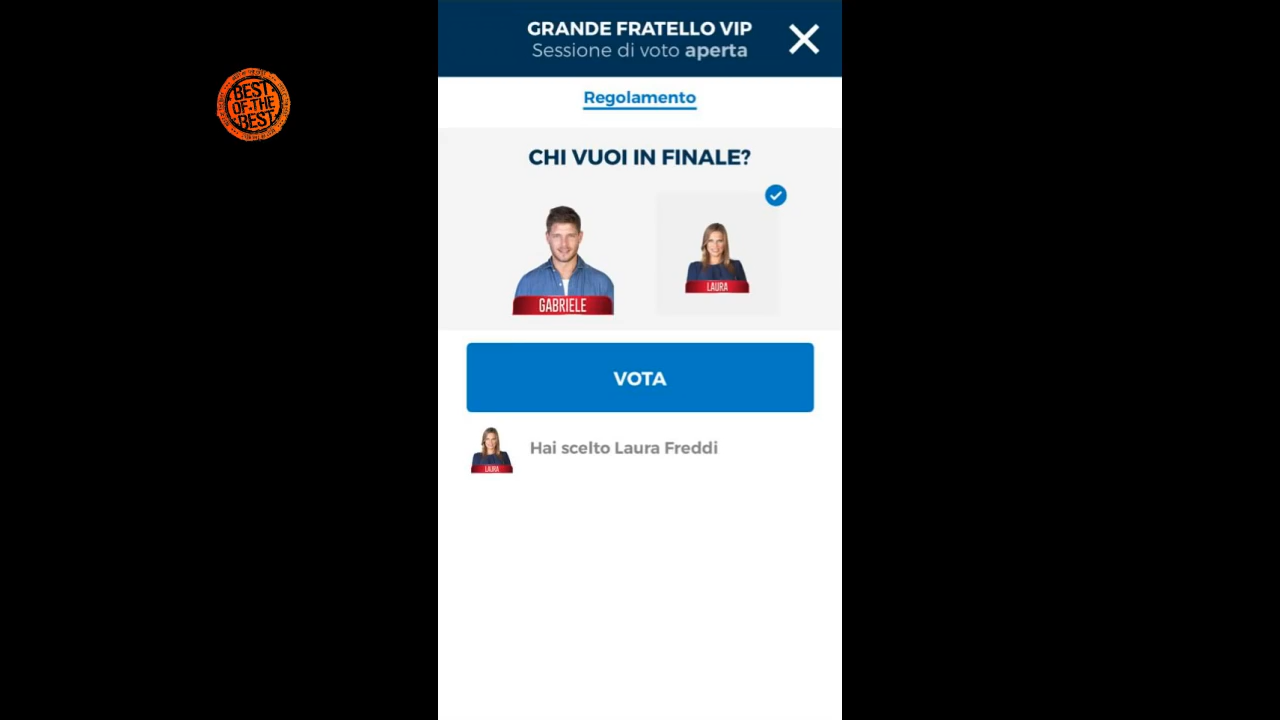 GRANDE FRATELLO VIP
Sessione di voto aperta
BEST
OF THE
BEST
Regolamento
CHI VUOI IN FINALE?
GABRIELE
LAURA
VOTA
LAURA
Hai scelto Laura Freddi